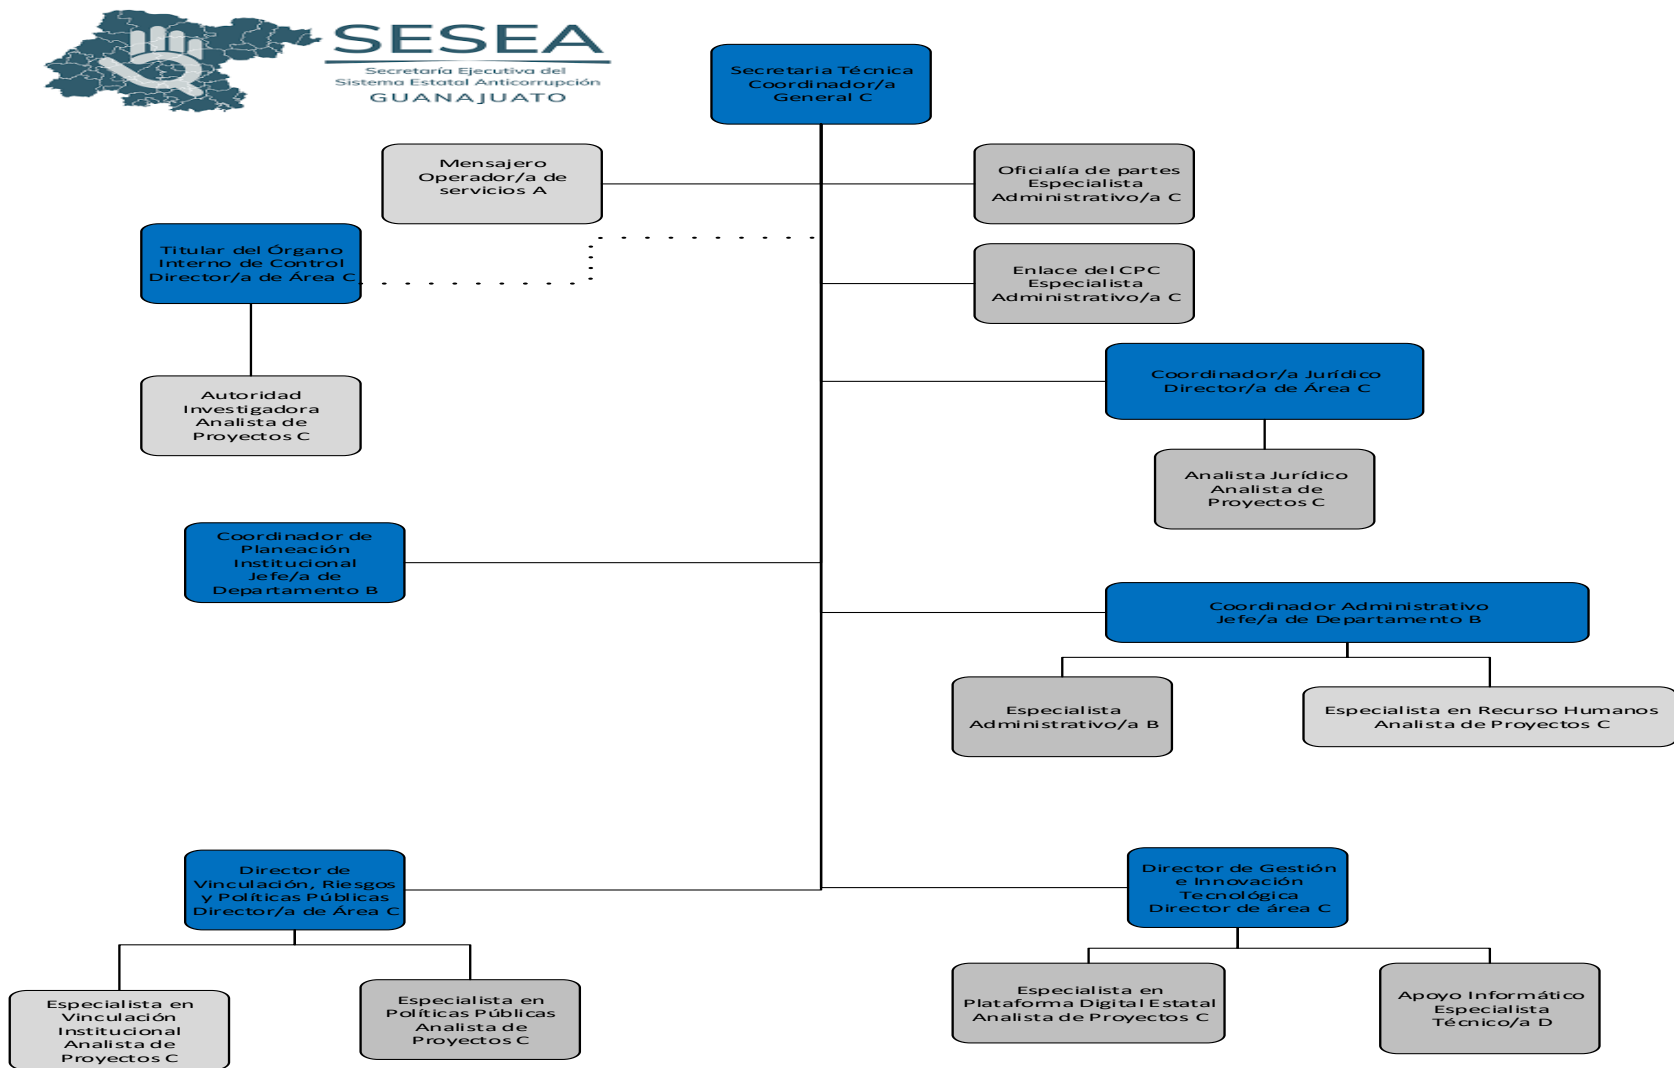 SESEA
Secretaría Ejecutiva del
Sistema Estatal Anticorrupción
GUANAJUATO
Secretaria Técnica
Coordinador/a
General C
Mensajero
Operador/a de
servicios A
Oficialía de partes
Especialista
Administrativo/a C
Titular del Órgano
Interno de Control
Director/a de Área C
Enlace del CPC
Especialista
Administrativo/a C
Autoridad
Investigadora
Analista de
Proyectos C
Coordinador/a Jurídico
Director/a de Área C
Analista Jurídico
Analista de
Proyectos C
Coordinador de
Planeación
Institucional
Jefe/a de
Departamento B
Coordinador Administrativo
Jefe/a de Departamento B
Especialista
Administrativo/a B
Especialista en Recurso Humanos
Analista de Proyectos C
Director de
Vinculación, Riesgos
y Políticas Públicas
Director/a de Área C
Director de Gestión
e Innovación
Tecnológica
Director de área C
Especialista en
Vinculación
Institucional
Analista de
Proyectos C
Especialista en
Políticas Públicas
Analista de
Proyectos C
Especialista en
Plataforma Digital Estatal
Analista de Proyectos C
Apoyo Informático
Especialista
Técnico/a D